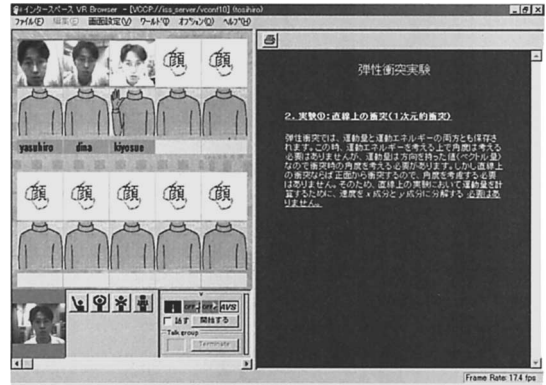 インタースペース VR Browser - [VCCP://iss_server/vconf10] (tosihiro)
ファイル(F) 編集(E) 画面設定(V) ワールド(W) オプション(O) ヘルプ(H)
顔 顔
yasuhiro dina kiyosue
顔 顔 顔 顔 顔
OFF OFF AVS
話す 開始する
Talk group
Terminate
弾性衝突実験
2. 実験①:直線上の衝突(1次元的衝突)
弾性衝突では、運動量と運動エネルギーの両方とも保存さ
れます。この時、運動エネルギーを考える上で角度は考える
必要はありませんが、運動量は方向を持った値(ベクトル量)
なので衝突時の角度を考える必要があります。しかし直線上
の衝突ならば正面から衝突するので、角度を考慮する必要
はありません。そのため、直線上の実験において運動量を計
算するために、速度をx成分とy成分に分解する 必要はあ
りません。
Frame Rate: 17.4 fps